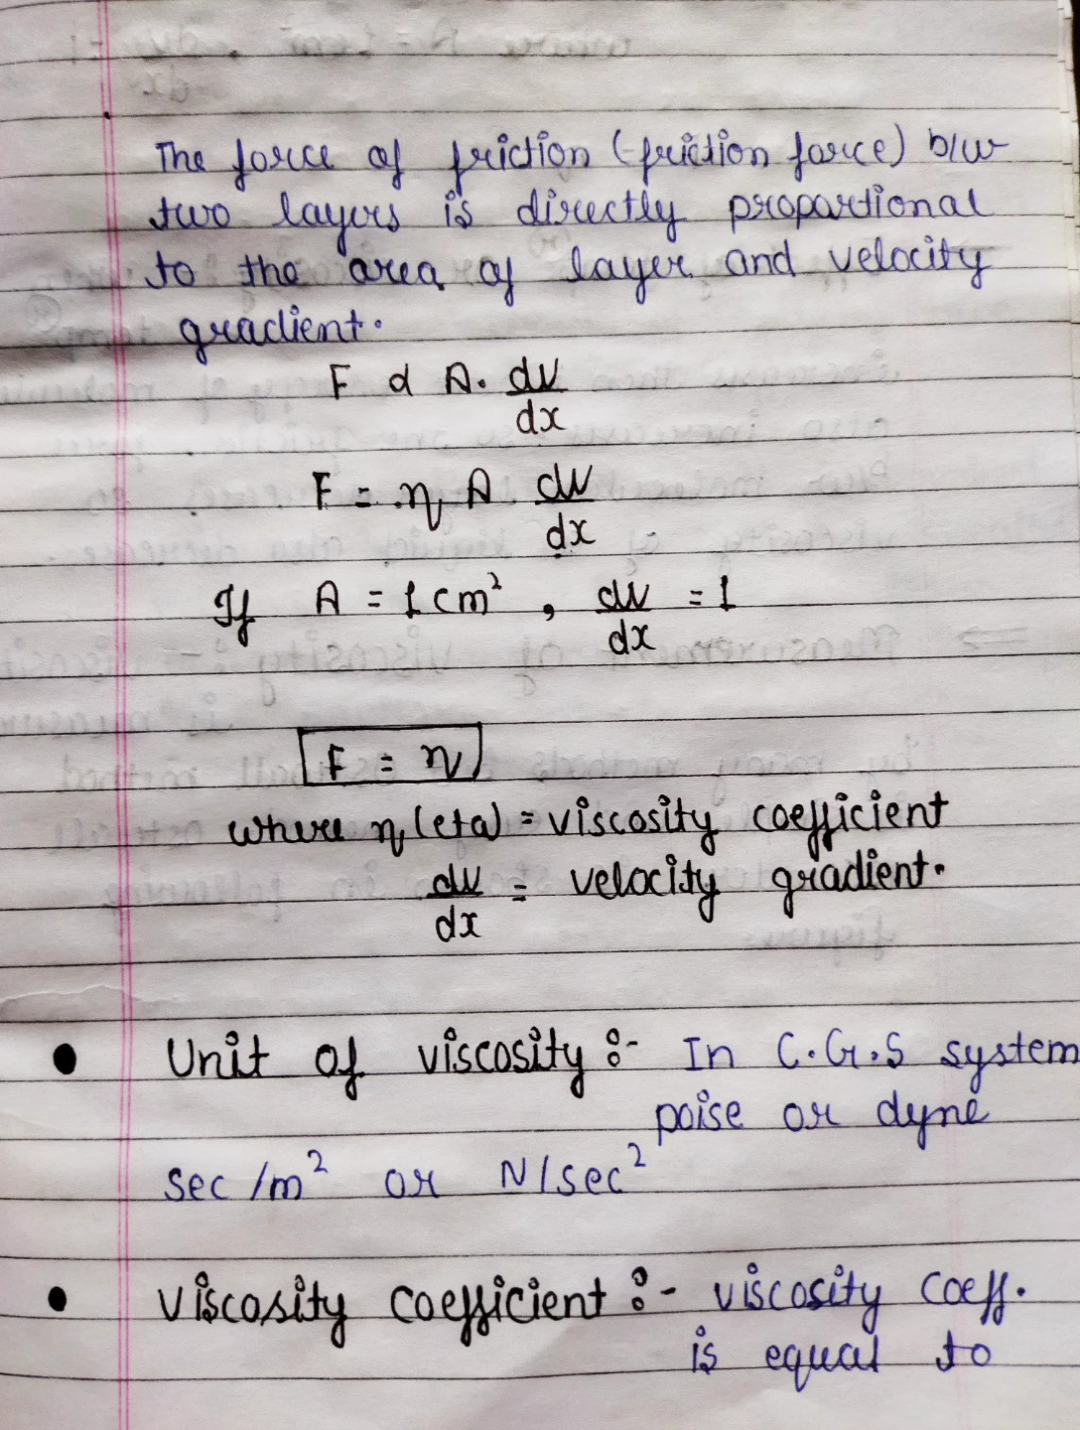 The force of friction (friction force) b/w
two layers is directly proportional
to the area of layer and velocity
gradient.
F α A. dv/dx
F = η A dv/dx
If A = 1 cm² , dv/dx = 1
F = η
where η (eta) = viscosity coefficient
dv/dx = velocity gradient.
• Unit of viscosity :- In C.G.S system
poise or dyne
sec /m² or N/sec²
• Viscosity coefficient :- viscosity coeff.
is equal to